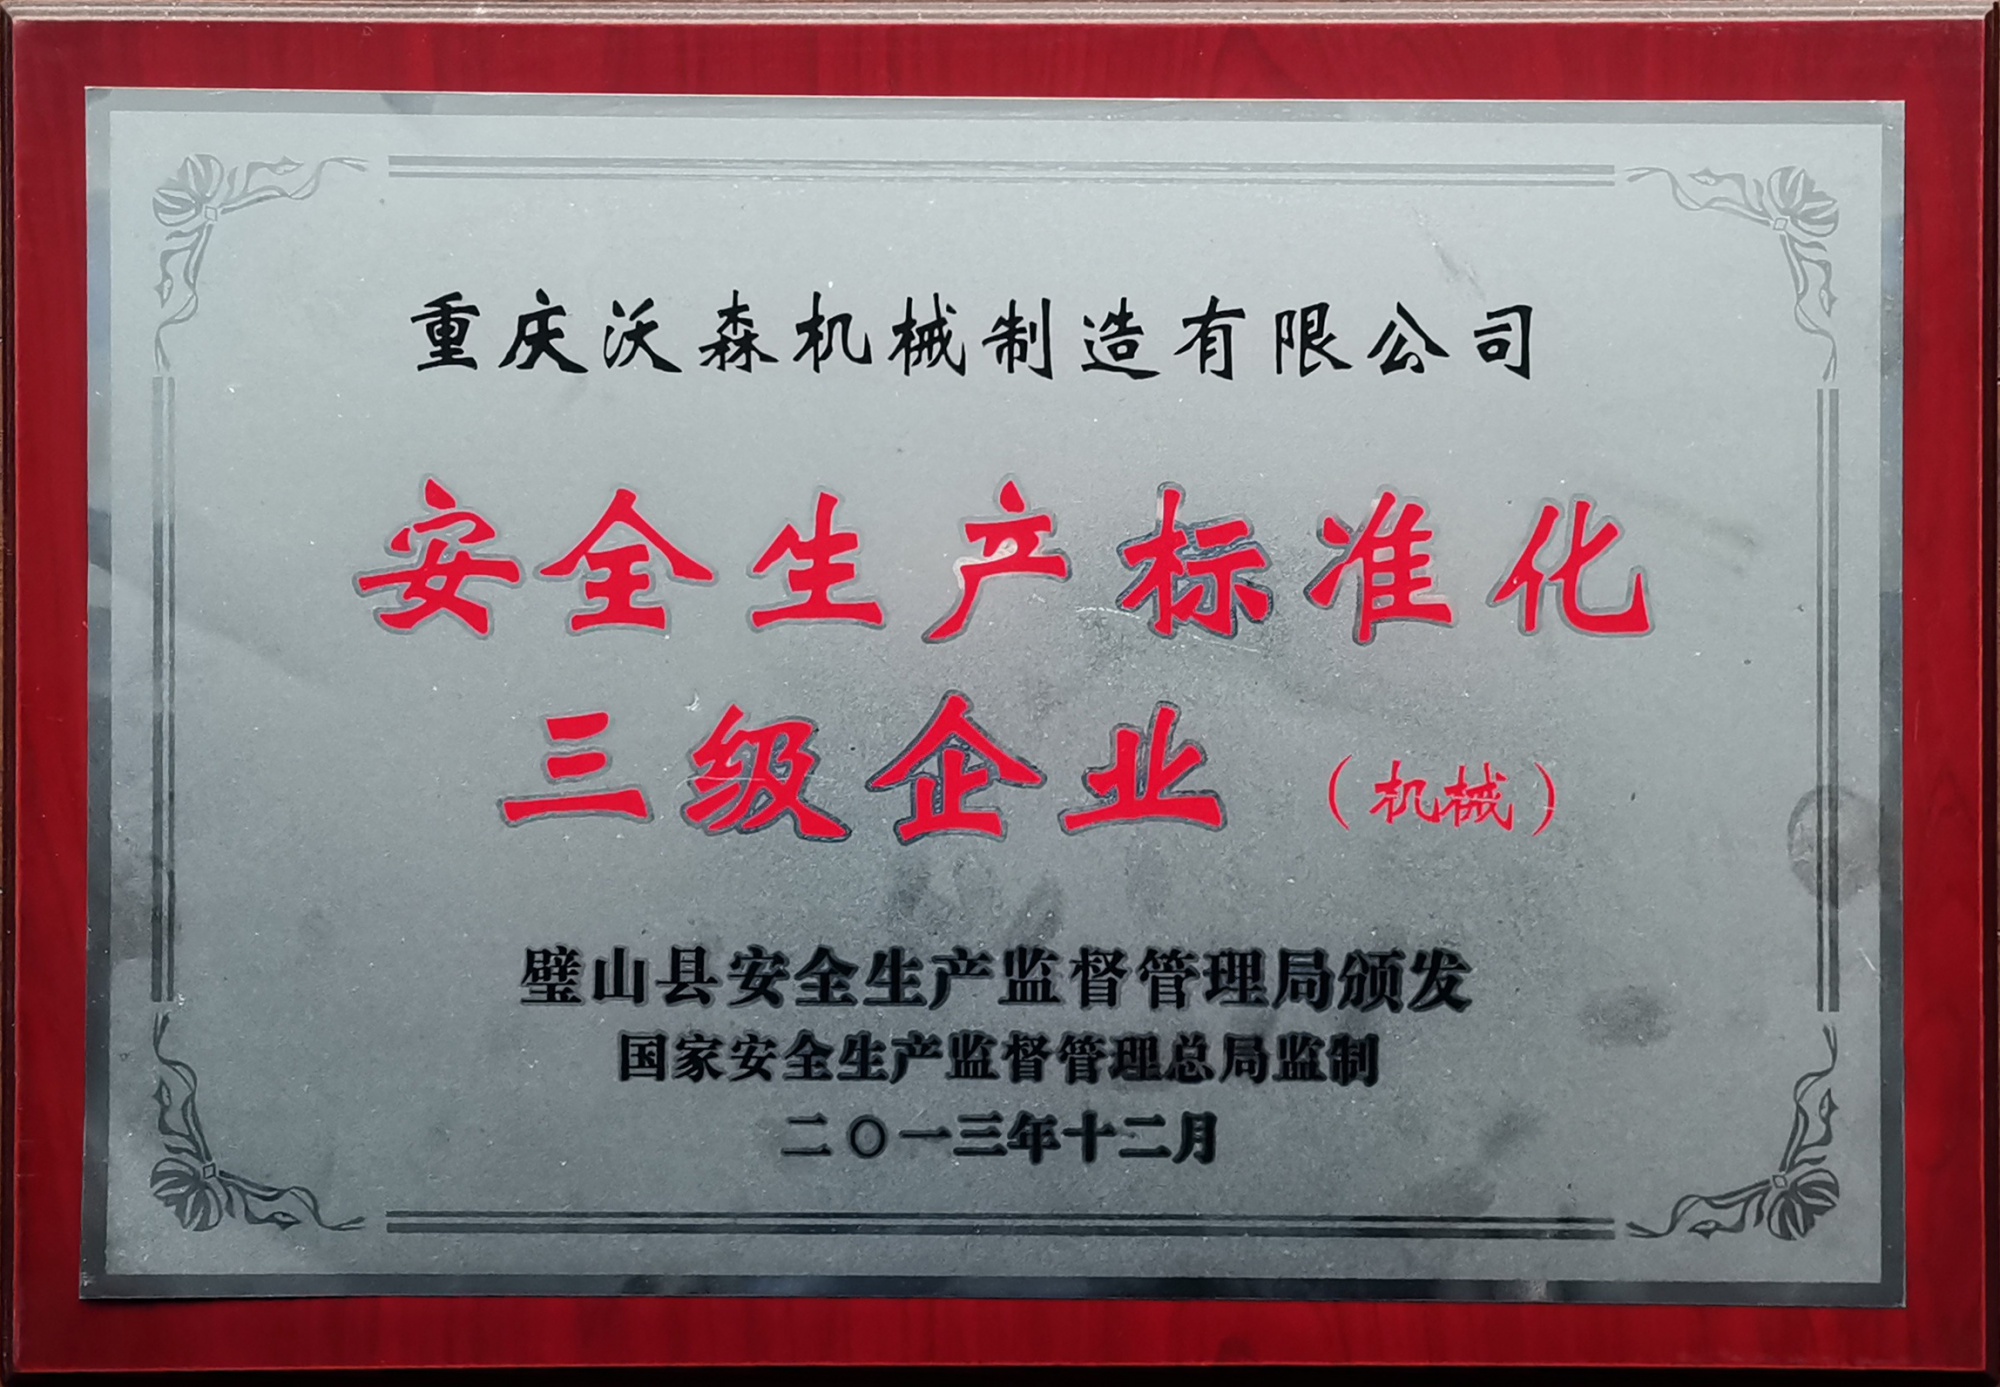 重庆沃森机械制造有限公司
安全生产标准化
三级企业（机械）
璧山县安全生产监督管理局颁发
国家安全生产监督管理总局监制
二〇一三年十二月